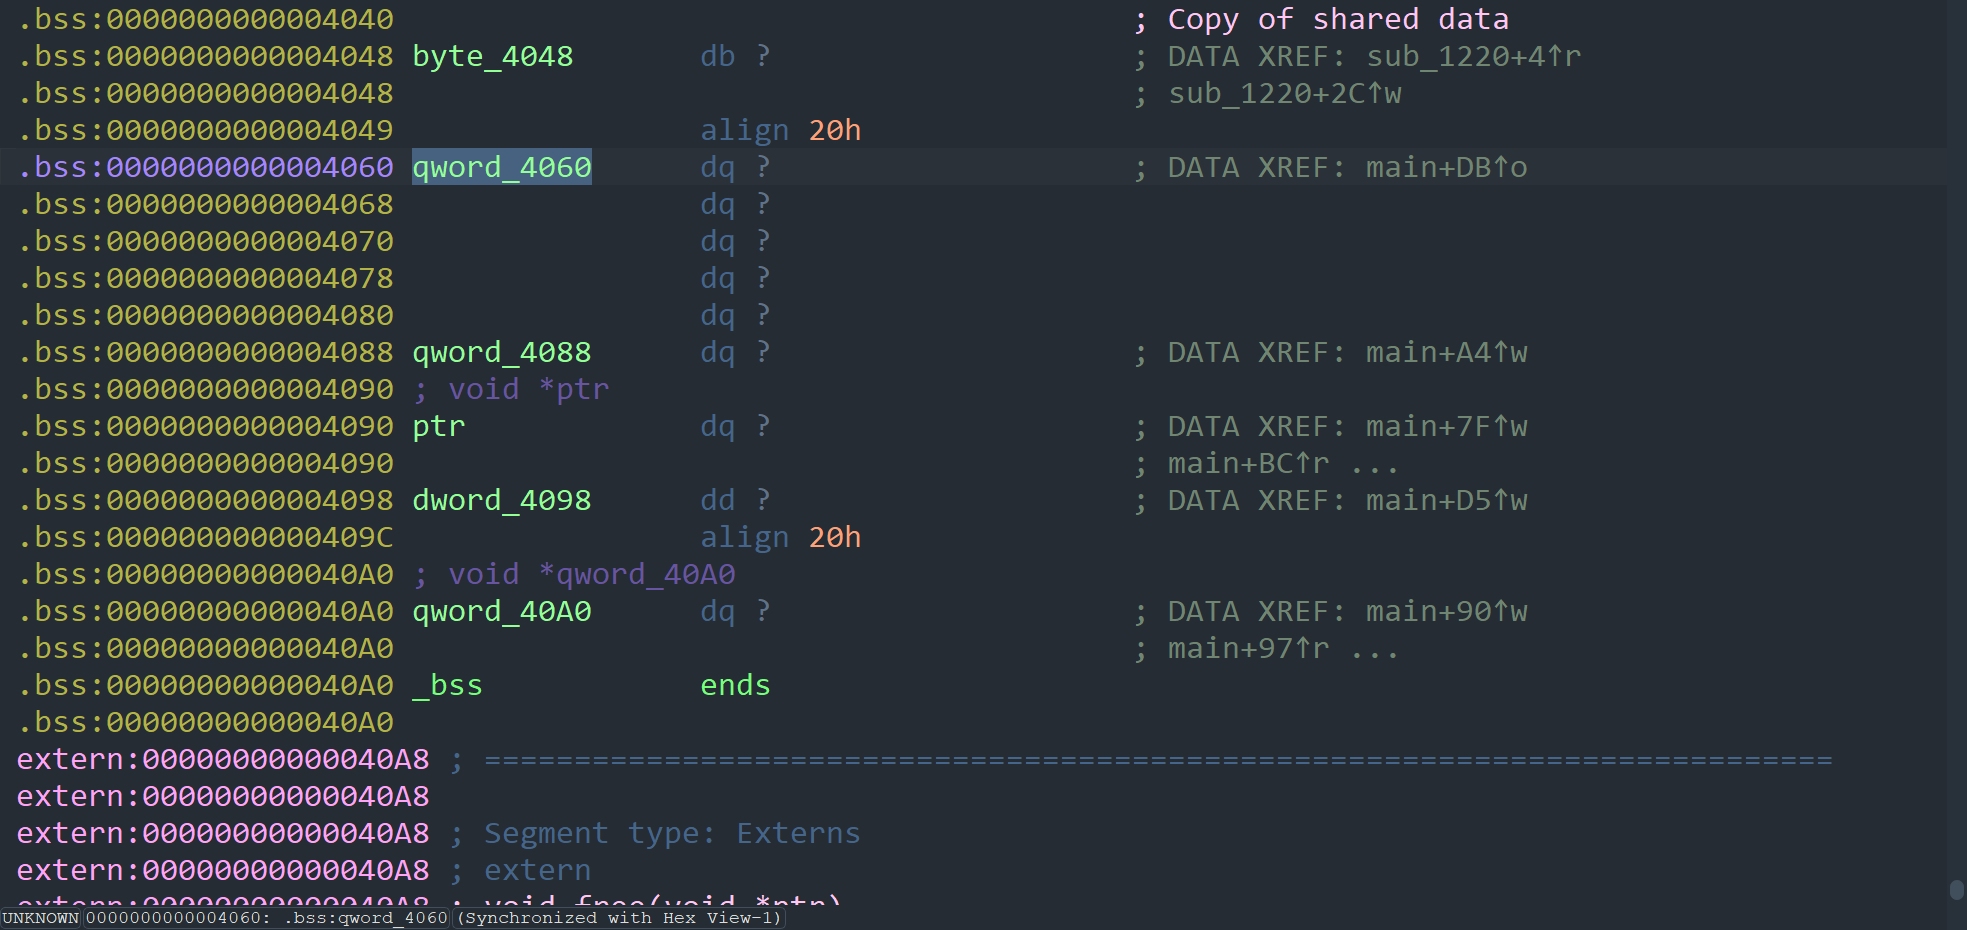 .bss:0000000000004040 ; Copy of shared data
.bss:0000000000004048 byte_4048 db ? ; DATA XREF: sub_1220+4↑r
.bss:0000000000004048 ; sub_1220+2C↑w
.bss:0000000000004049 align 20h
.bss:0000000000004060 qword_4060 dq ? ; DATA XREF: main+DB↑o
.bss:0000000000004068 dq ?
.bss:0000000000004070 dq ?
.bss:0000000000004078 dq ?
.bss:0000000000004080 dq ?
.bss:0000000000004088 qword_4088 dq ? ; DATA XREF: main+A4↑w
.bss:0000000000004090 ; void *ptr
.bss:0000000000004090 ptr dq ? ; DATA XREF: main+7F↑w
.bss:0000000000004090 ; main+BC↑r ...
.bss:0000000000004098 dword_4098 dd ? ; DATA XREF: main+D5↑w
.bss:000000000000409C align 20h
.bss:00000000000040A0 ; void *qword_40A0
.bss:00000000000040A0 qword_40A0 dq ? ; DATA XREF: main+90↑w
.bss:00000000000040A0 ; main+97↑r ...
.bss:00000000000040A0 _bss ends
.bss:00000000000040A0
extern:00000000000040A8 ; ===========================================================================
extern:00000000000040A8
extern:00000000000040A8 ; Segment type: Externs
extern:00000000000040A8 ; extern
extern:00000000000040A8 ; void free(void *ptr)
UNKNOWN 0000000000004060: .bss:qword_4060 (Synchronized with Hex View-1)